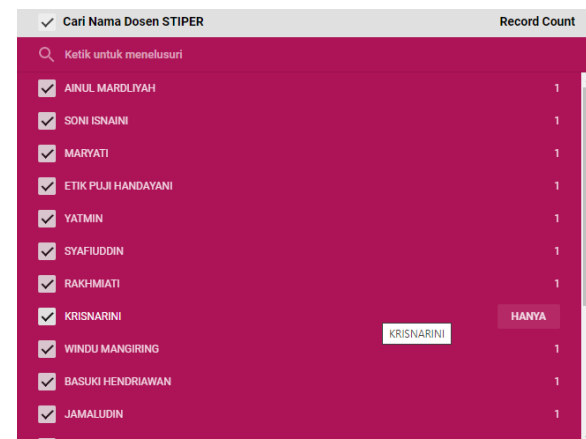 Cari Nama Dosen STIPER Record Count
Ketik untuk menelusuri
AINUL MARDLIYAH 1
SONI ISNAINI 1
MARYATI 1
ETIK PUJI HANDAYANI 1
YATMIN 1
SYAFIUDDIN 1
RAKHMIATI 1
KRISNARINI HANYA
KRISNARINI
WINDU MANGIRING 1
BASUKI HENDRIAWAN 1
JAMALUDIN 1